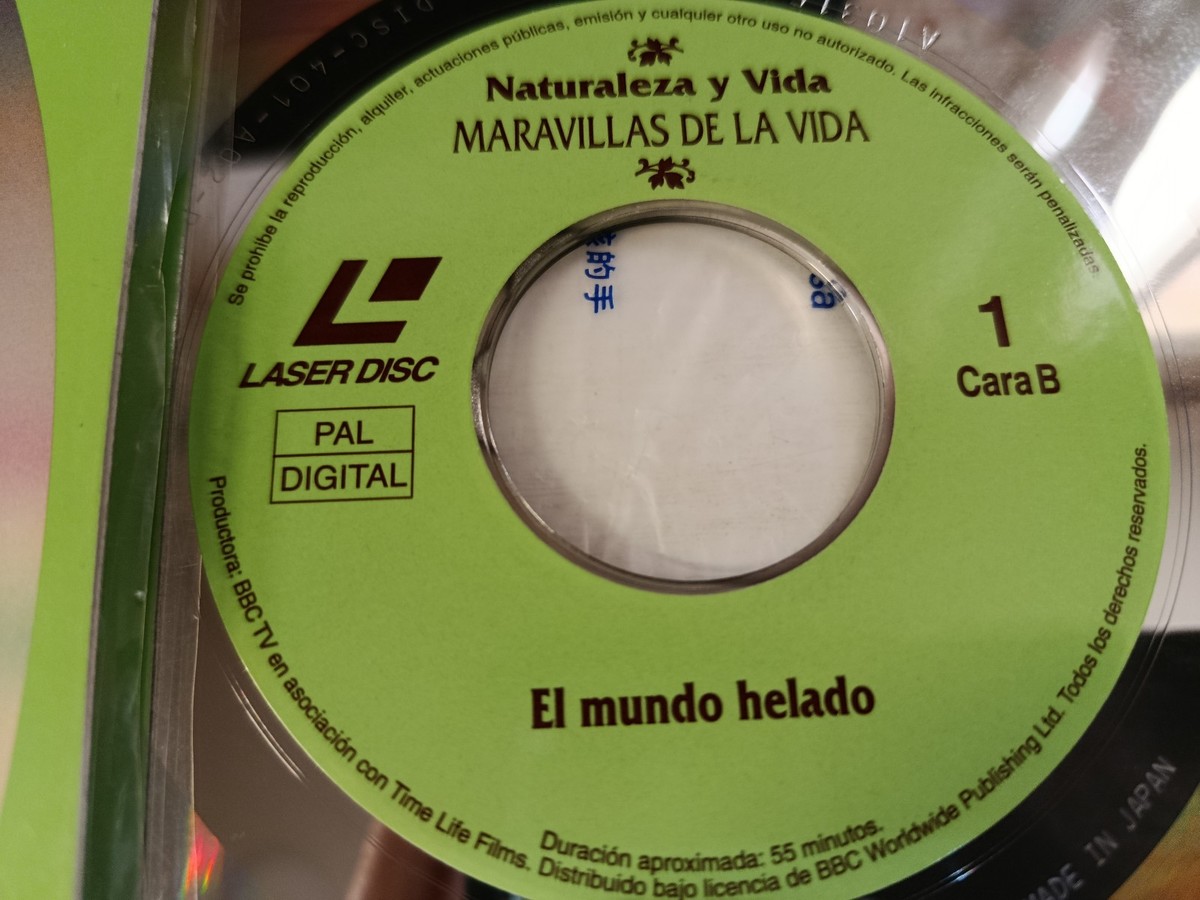 Se prohibe la reproducción, alquiler, actuaciones públicas, emisión y cualquier otro uso no autorizado. Las infracciones serán penalizadas.
Naturaleza y Vida
MARAVILLAS DE LA VIDA
LASER DISC
PAL
DIGITAL
1
Cara B
的手
El mundo helado
Duración aproximada: 55 minutos.
Productora: BBC TV en asociación con Time Life Films. Distribuido bajo licencia de BBC Worldwide Publishing Ltd. Todos los derechos reservados.
MADE IN JAPAN